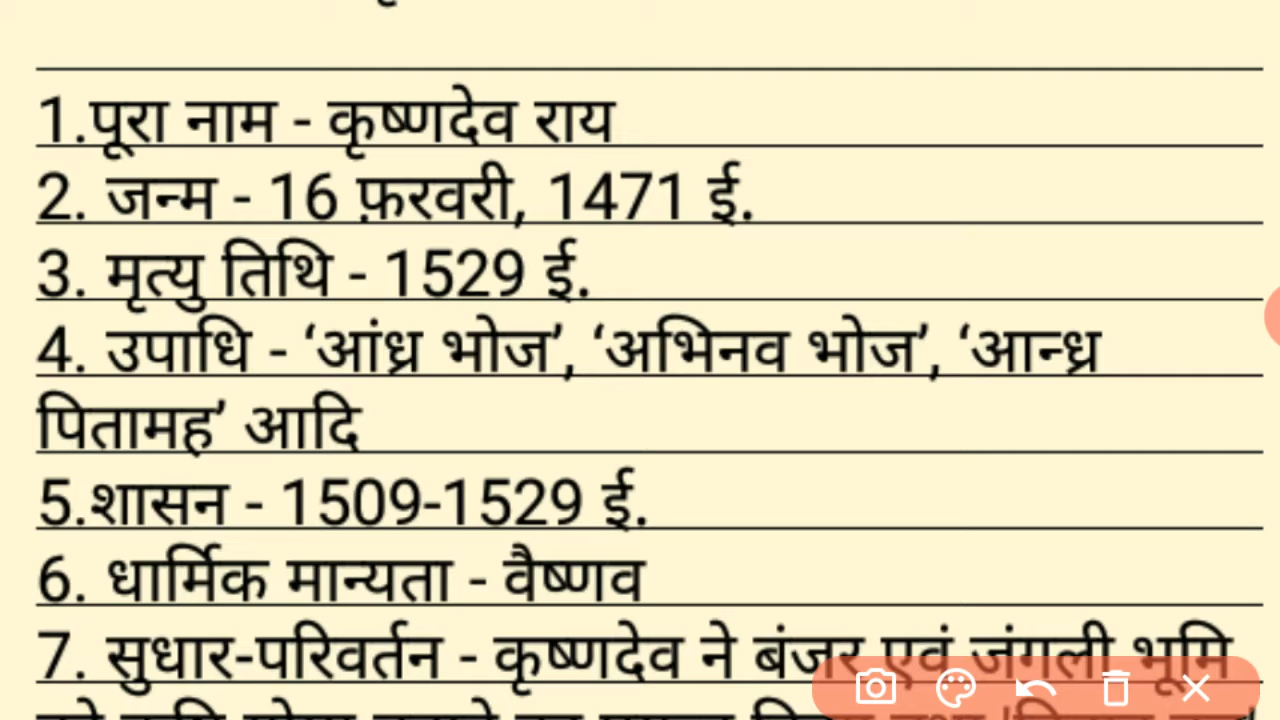 1.पूरा नाम - कृष्णदेव राय
2. जन्म - 16 फ़रवरी, 1471 ई.
3. मृत्यु तिथि - 1529 ई.
4. उपाधि - ‘आंध्र भोज’, ‘अभिनव भोज’, ‘आन्ध्र
पितामह’ आदि
5.शासन - 1509-1529 ई.
6. धार्मिक मान्यता - वैष्णव
7. सुधार-परिवर्तन - कृष्णदेव ने बंजर एवं जंगली भूमि